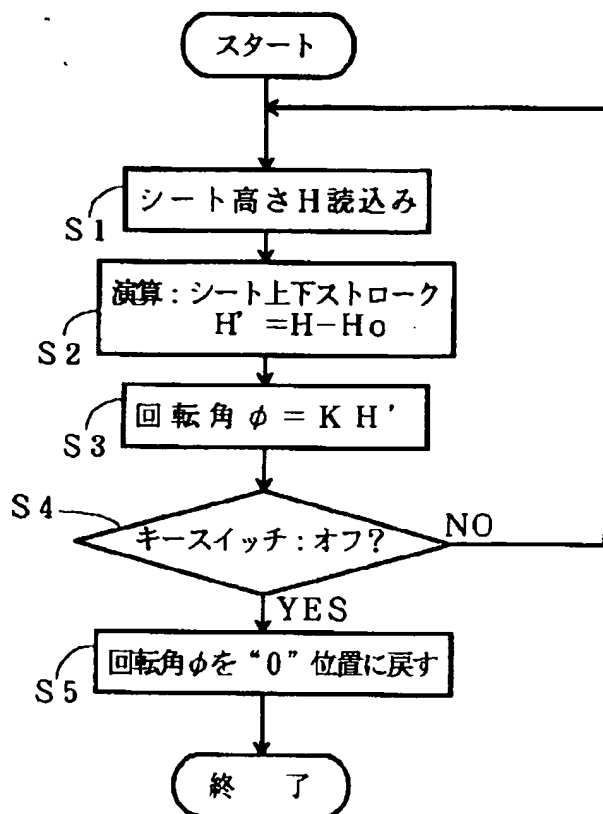 スタート
シート高さH読込み
S1
演算:シート上下ストローク
H'=H-Ho
S2
回転角φ=KH'
S3
S4
キースイッチ:オフ?
NO
YES
回転角φを“0”位置に戻す
S5
終 了